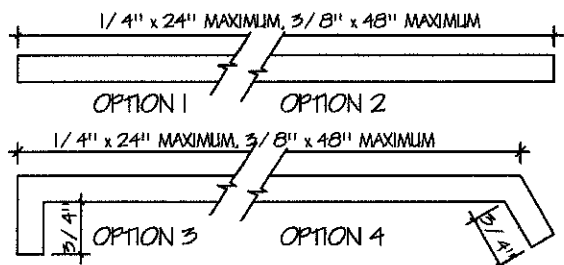 1/4" x 24" MAXIMUM, 3/8" x 48" MAXIMUM
OPTION 1 OPTION 2
1/4" x 24" MAXIMUM, 3/8" x 48" MAXIMUM
3/4" OPTION 3 OPTION 4 3/4"